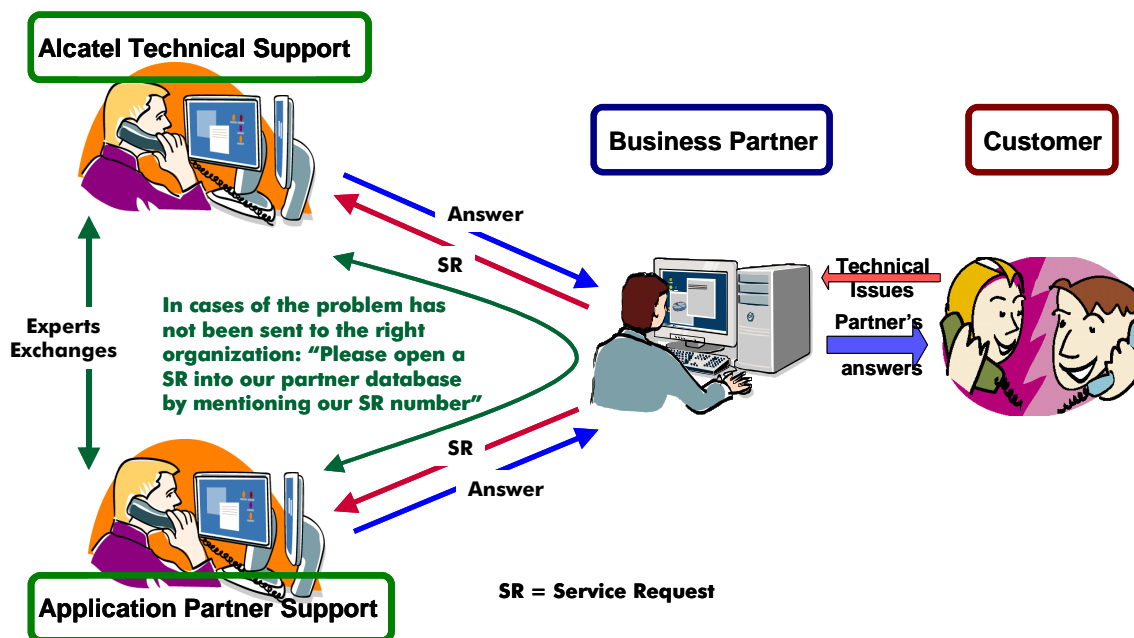 Alcatel Technical Support
Business Partner
Customer
Answer
SR
Technical
Issues
Partner's
answers
In cases of the problem has
not been sent to the right
organization: “Please open a
SR into our partner database
by mentioning our SR number”
Experts
Exchanges
SR
Answer
SR = Service Request
Application Partner Support